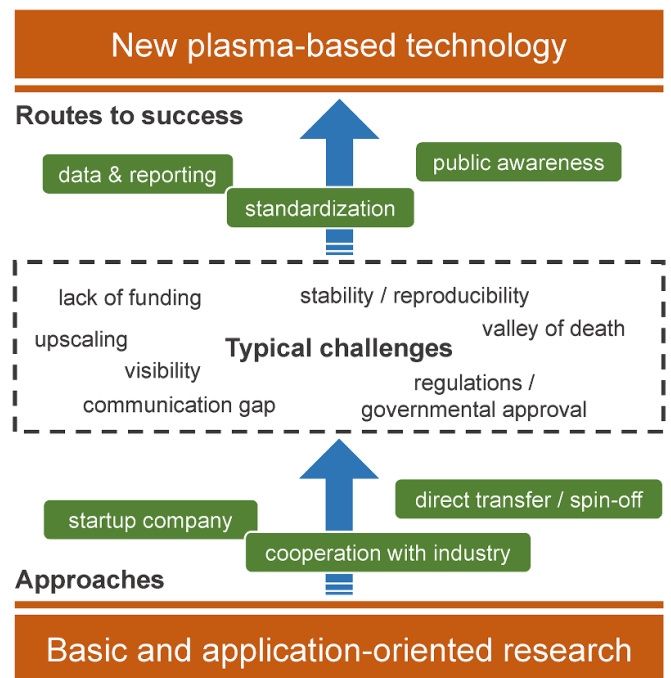 New plasma-based technology
Routes to success
public awareness
data & reporting
standardization
lack of funding
stability / reproducibility
valley of death
upscaling
Typical challenges
visibility
regulations /
governmental approval
communication gap
direct transfer / spin-off
startup company
cooperation with industry
Approaches
Basic and application-oriented research